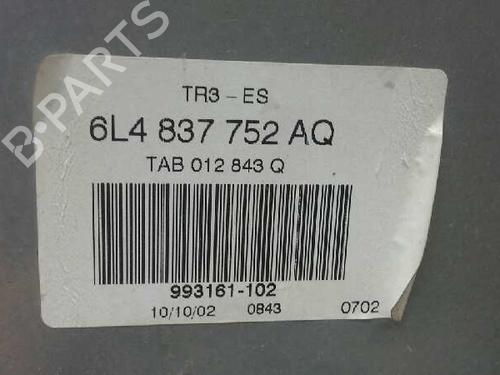 TR3 - ES
6L4 837 752 AQ
TAB 012 843 Q
993161-102
10/10/02 0843 0702
B-PARTS